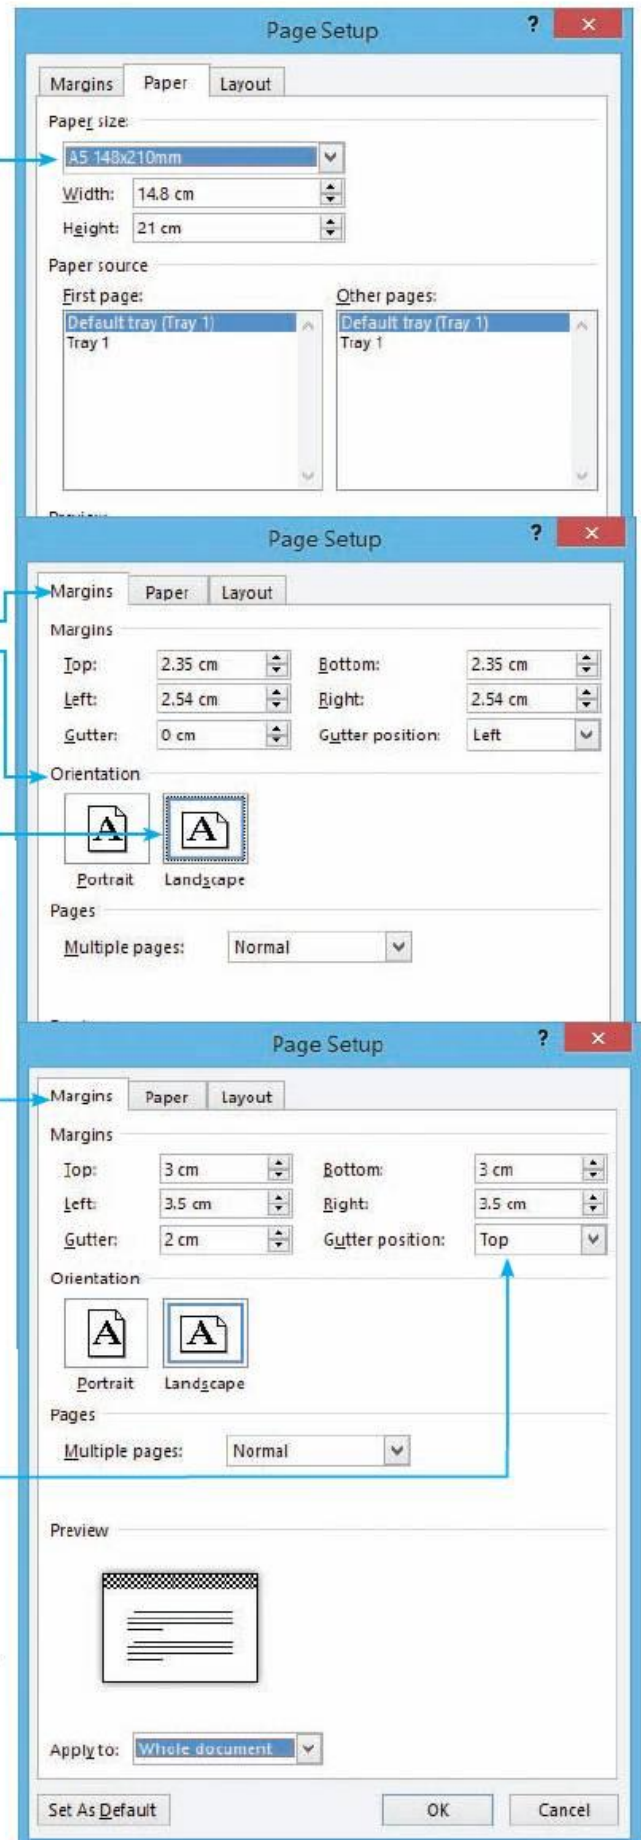 Page Setup ? ×
Margins Paper Layout
Paper size:
A5 148x210mm
Width: 14.8 cm
Height: 21 cm
Paper source
First page: Other pages:
Default tray (Tray 1) Default tray (Tray 1)
Tray 1 Tray 1
Preview
Page Setup ? ×
Margins Paper Layout
Margins
Top: 2.35 cm Bottom: 2.35 cm
Left: 2.54 cm Right: 2.54 cm
Gutter: 0 cm Gutter position: Left
Orientation
A A
Portrait Landscape
Pages
Multiple pages: Normal
Page Setup ? ×
Margins Paper Layout
Margins
Top: 3 cm Bottom: 3 cm
Left: 3.5 cm Right: 3.5 cm
Gutter: 2 cm Gutter position: Top
Orientation
A A
Portrait Landscape
Pages
Multiple pages: Normal
Preview
Apply to: Whole document
Set As Default OK Cancel